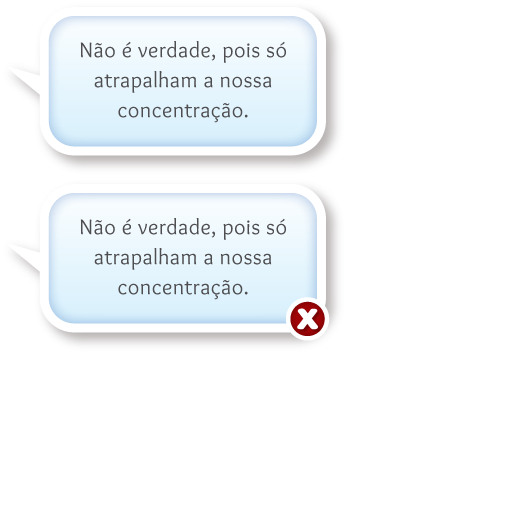 Não é verdade, pois só
atrapalham a nossa
concentração.
Não é verdade, pois só
atrapalham a nossa
concentração.
X